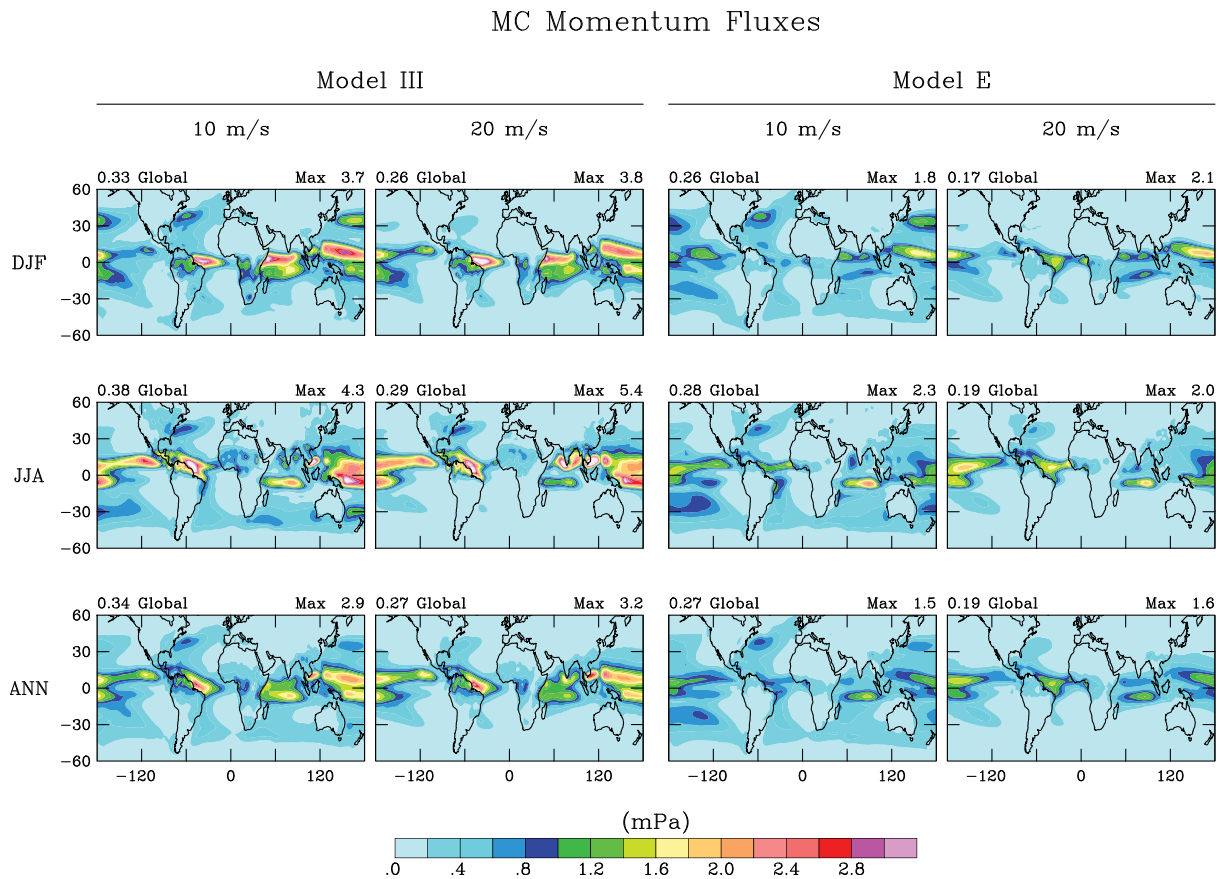 MC Momentum Fluxes
Model III Model E
10 m/s 20 m/s 10 m/s 20 m/s
0.33 Global Max 3.7 0.26 Global Max 3.8 0.26 Global Max 1.8 0.17 Global Max 2.1
60
30
DJF
0
-30
-60
0.38 Global Max 4.3 0.29 Global Max 5.4 0.28 Global Max 2.3 0.19 Global Max 2.0
60
30
JJA
0
-30
-60
0.34 Global Max 2.9 0.27 Global Max 3.2 0.27 Global Max 1.5 0.19 Global Max 1.6
60
30
ANN
0
-30
-60
-120 0 120 -120 0 120 -120 0 120 -120 0 120
(mPa)
.0 .4 .8 1.2 1.6 2.0 2.4 2.8